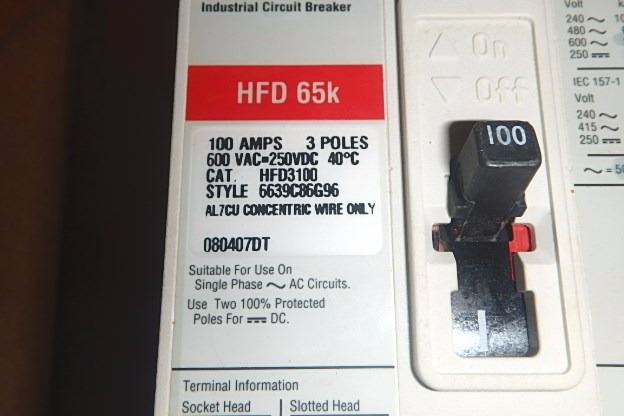 Industrial Circuit Breaker
HFD 65k
100 AMPS 3 POLES
600 VAC=250VDC 40°C
CAT. HFD3100
STYLE 6639C86G96
AL7CU CONCENTRIC WIRE ONLY
080407DT
Suitable For Use On
Single Phase ～ AC Circuits.
Use Two 100% Protected
Poles For ⎓ DC.
Terminal Information
Socket Head
Slotted Head
On
Off
100
Volt
240 ～
480 ～
600 ～
250 ⎓
IEC 157-1
Volt
240 ～
415 ～
250 ⎓